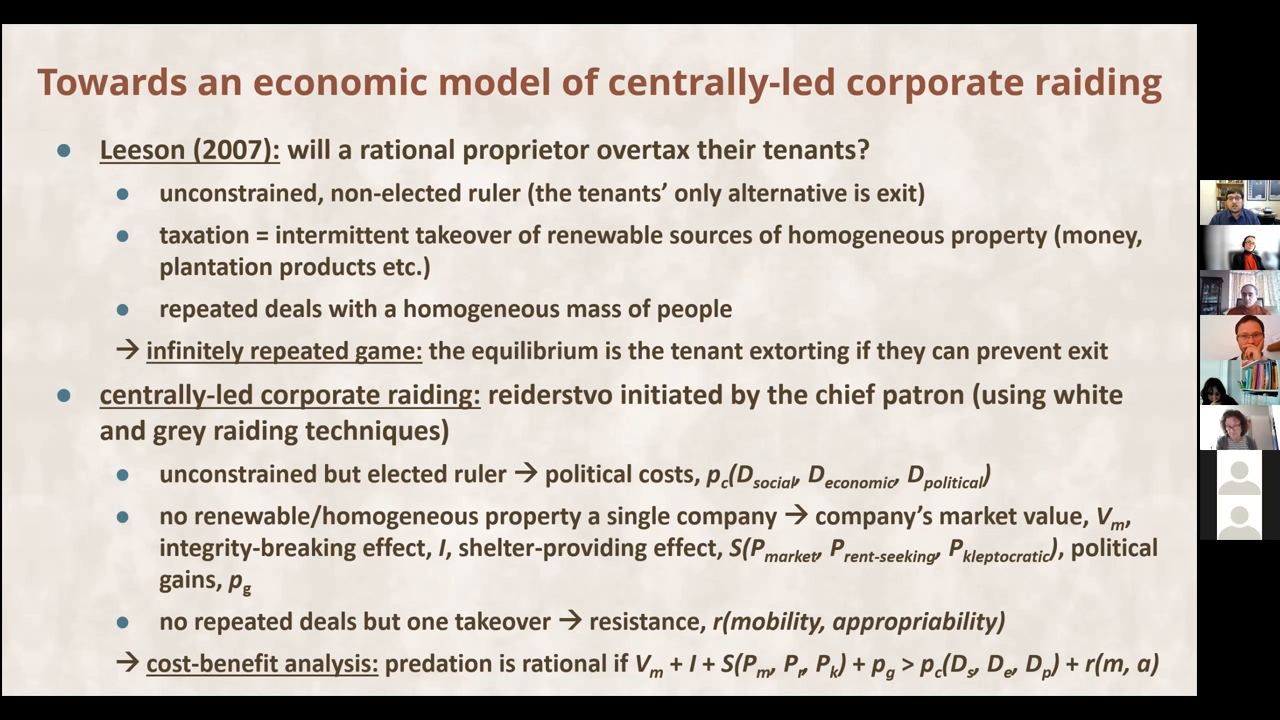 Towards an economic model of centrally-led corporate raiding
● Leeson (2007): will a rational proprietor overtax their tenants?
● unconstrained, non-elected ruler (the tenants’ only alternative is exit)
● taxation = intermittent takeover of renewable sources of homogeneous property (money,
plantation products etc.)
● repeated deals with a homogeneous mass of people
→ infinitely repeated game: the equilibrium is the tenant extorting if they can prevent exit
● centrally-led corporate raiding: reiderstvo initiated by the chief patron (using white
and grey raiding techniques)
● unconstrained but elected ruler → political costs, pc(Dsocial, Deconomic, Dpolitical)
● no renewable/homogeneous property a single company → company’s market value, Vm,
integrity-breaking effect, I, shelter-providing effect, S(Pmarket, Prent-seeking, Pkleptocratic), political
gains, pg
● no repeated deals but one takeover → resistance, r(mobility, appropriability)
→ cost-benefit analysis: predation is rational if Vm + I + S(Pm, Pr, Pk) + pg > pc(Ds, De, Dp) + r(m, a)